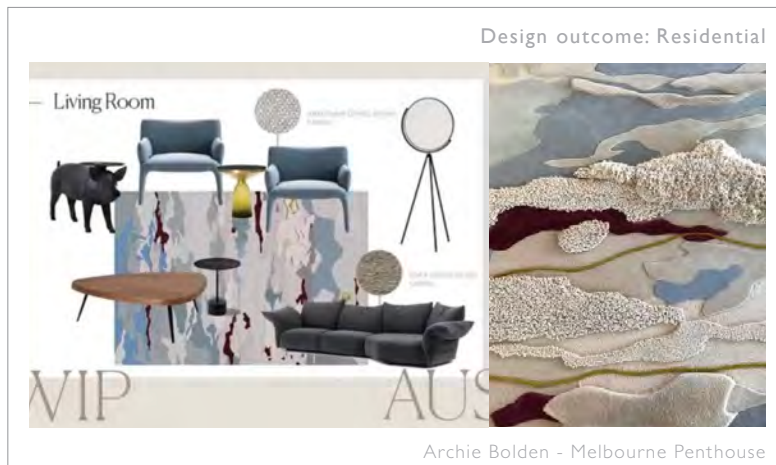 Design outcome: Residential
Living Room
WIP
AUS
Archie Bolden - Melbourne Penthouse